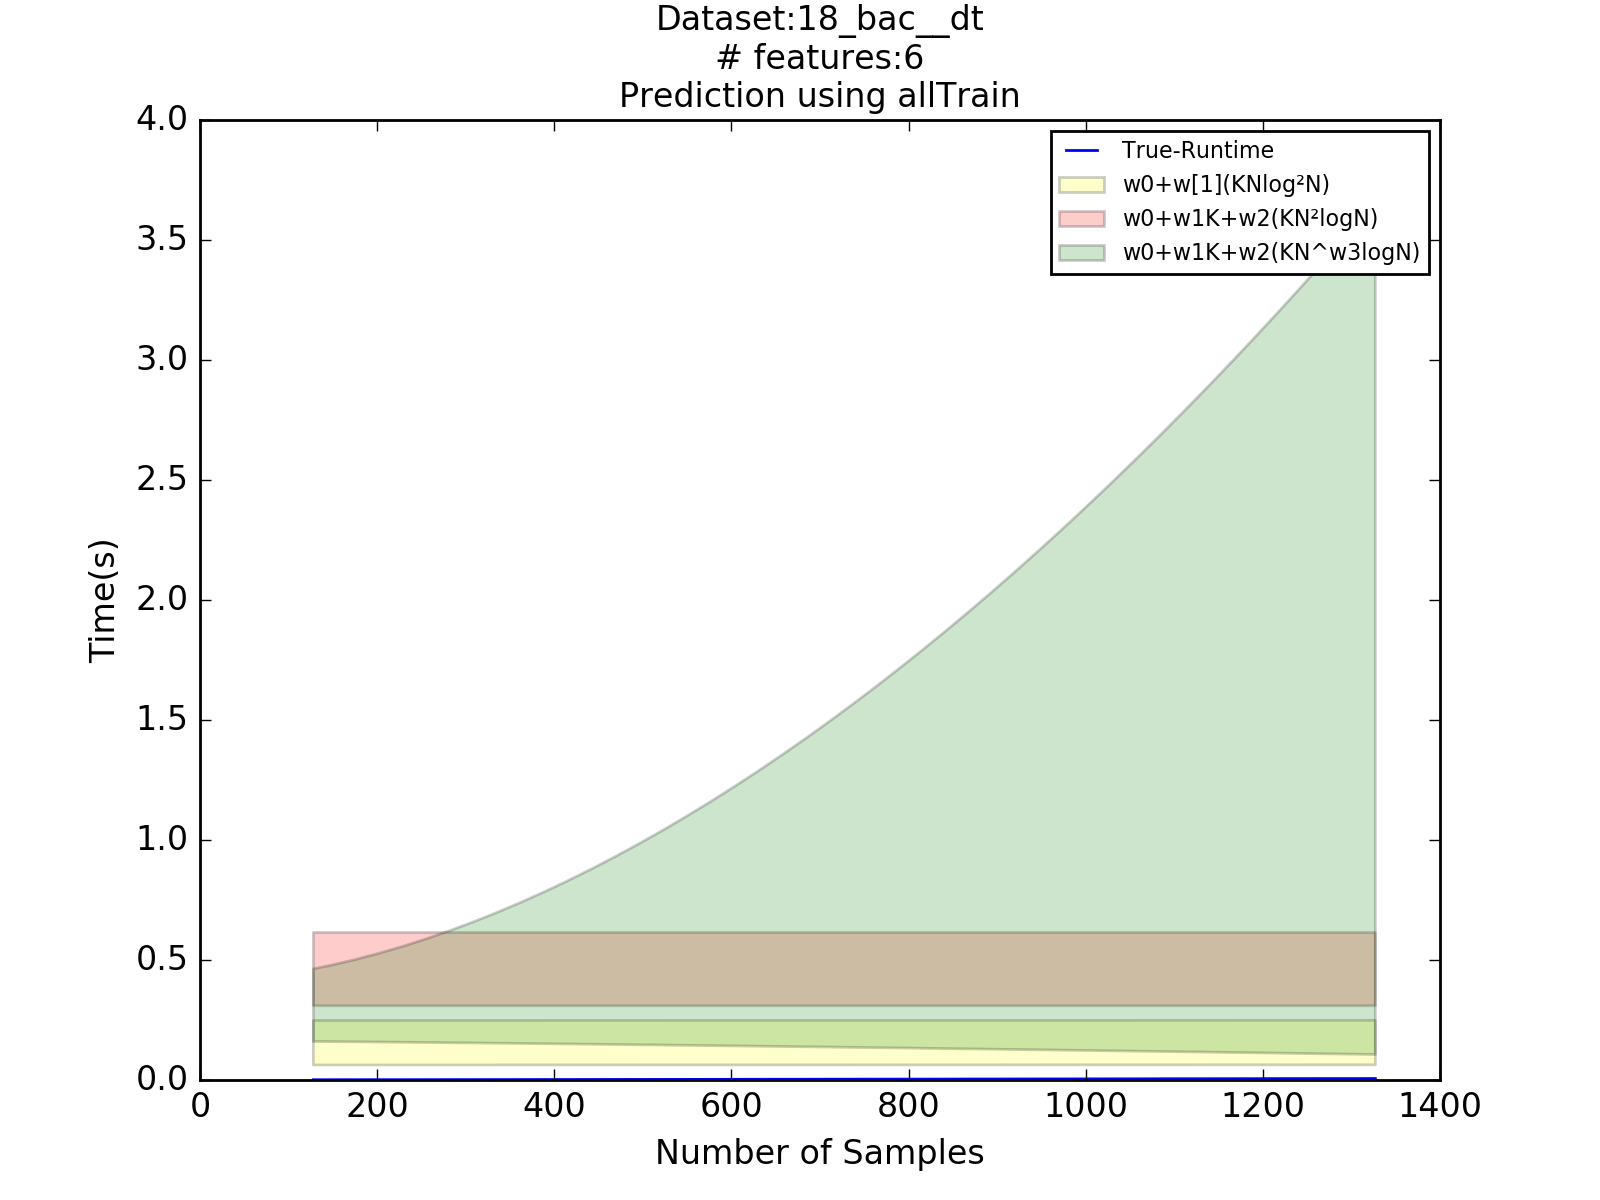 Dataset:18_bac__dt
# features:6
Prediction using allTrain
4.0
3.5
3.0
2.5
2.0
1.5
1.0
0.5
0.0
Time(s)
True-Runtime
w0+w[1](KNlog²N)
w0+w1K+w2(KN²logN)
w0+w1K+w2(KN^w3logN)
0 200 400 600 800 1000 1200 1400
Number of Samples